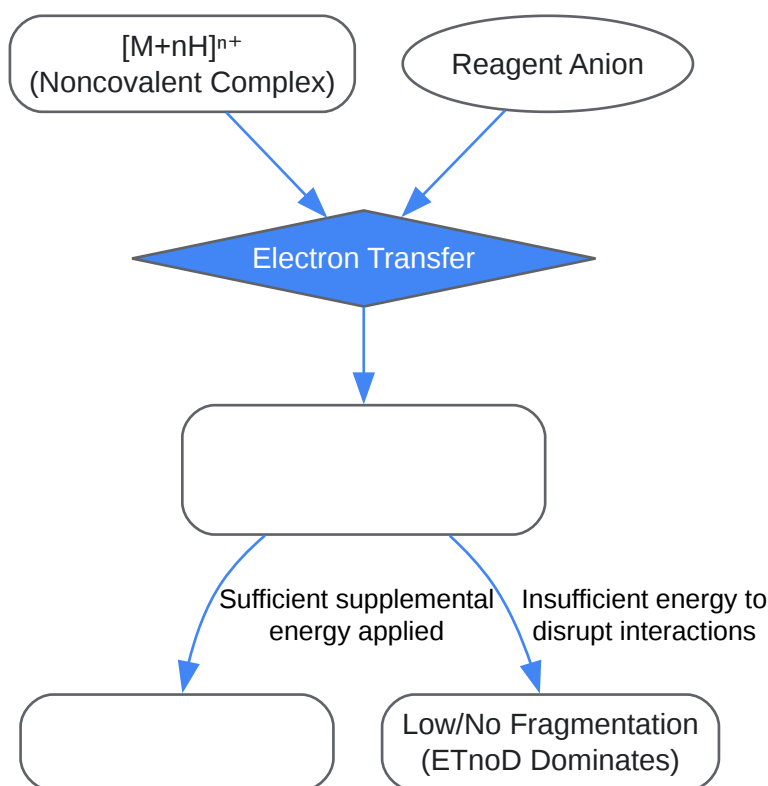 [M+nH]ⁿ⁺
(Noncovalent Complex)
Reagent Anion
Electron Transfer
Sufficient supplemental
energy applied
Insufficient energy to
disrupt interactions
Low/No Fragmentation
(ETnoD Dominates)